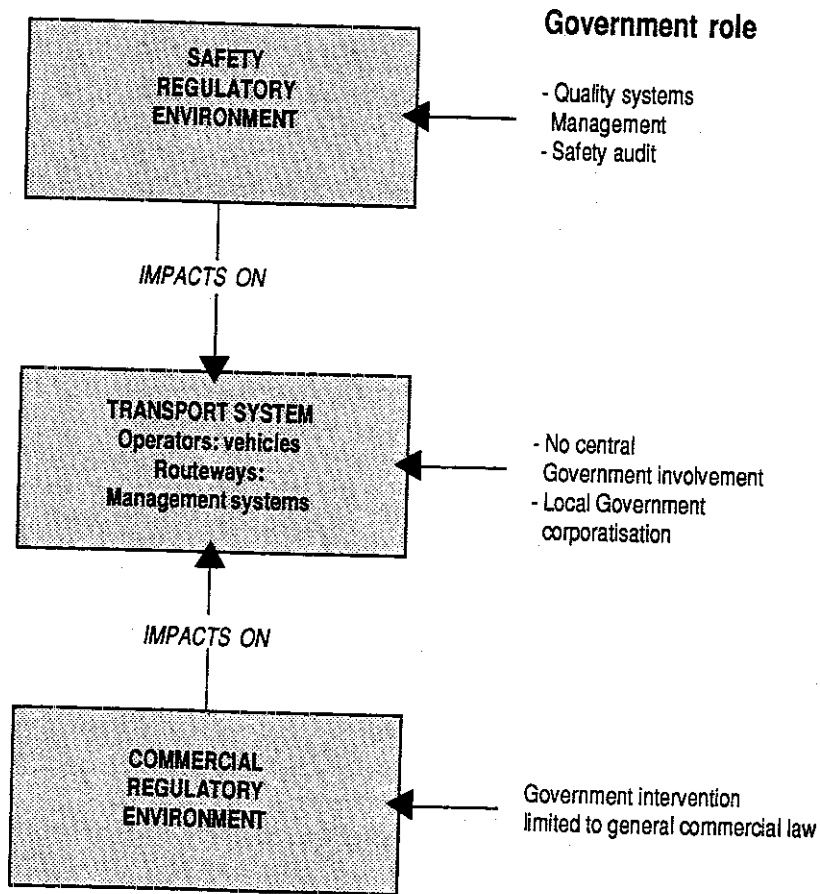 Government role
SAFETY
REGULATORY
ENVIRONMENT
- Quality systems
Management
- Safety audit
IMPACTS ON
TRANSPORT SYSTEM
Operators: vehicles
Routeways:
Management systems
- No central
Government involvement
- Local Government
corporatisation
IMPACTS ON
COMMERCIAL
REGULATORY
ENVIRONMENT
Government intervention
limited to general commercial law